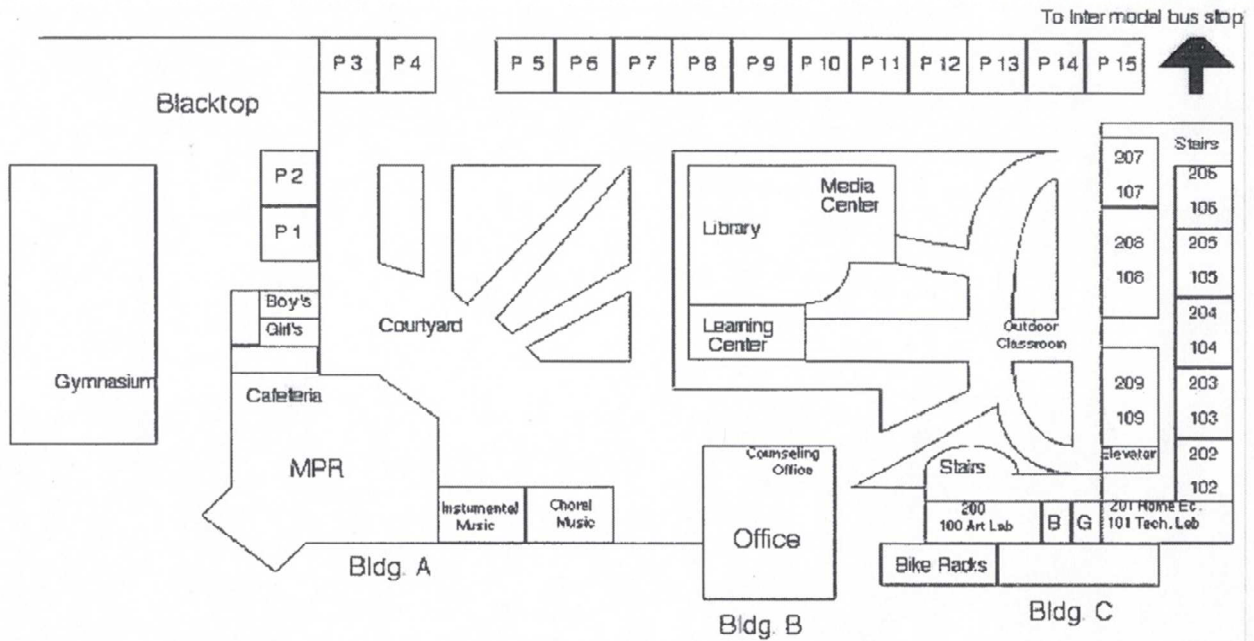 To Intermodal bus stop
P 3
P 4
P 5
P 6
P 7
P 8
P 9
P 10
P 11
P 12
P 13
P 14
P 15
Blacktop
Stairs
207
107
206
106
P 2
P 1
Media
Center
Library
208
108
205
105
Boy's
Girl's
Courtyard
Learning
Center
Outdoor
Classroom
204
104
Gymnasium
Cafeteria
209
109
203
103
MPR
Counseling
Office
Stairs
Elevator
202
102
Instumental
Music
Choral
Music
Office
200
100 Art Lab
B
G
201 Home Ec.
101 Tech. Lab
Bldg. A
Bike Racks
Bldg. B
Bldg. C